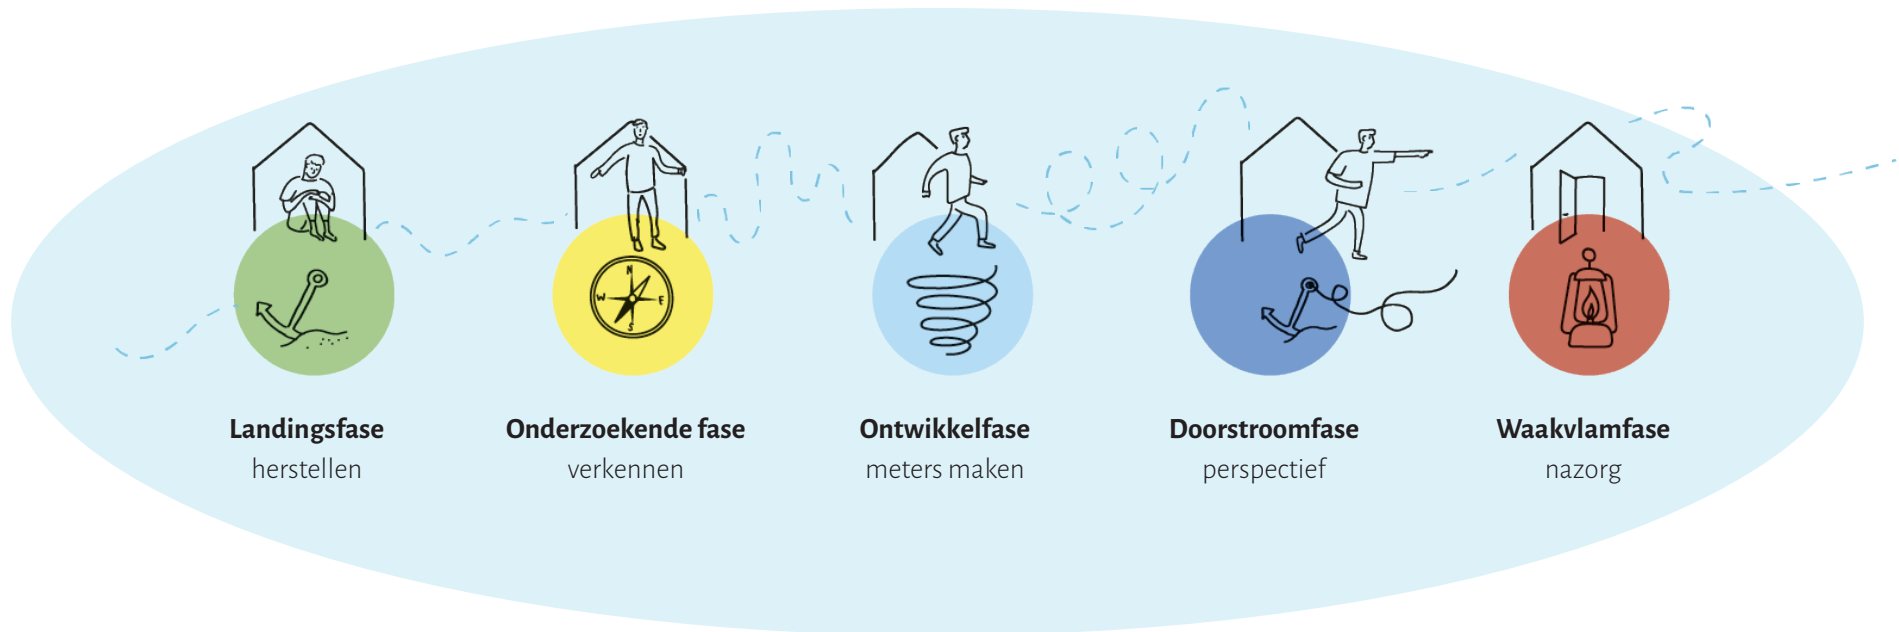 N
W E
S
Landingsfase
herstellen
Onderzoekende fase
verkennen
Ontwikkelfase
meters maken
Doorstroomfase
perspectief
Waakvlamfase
nazorg